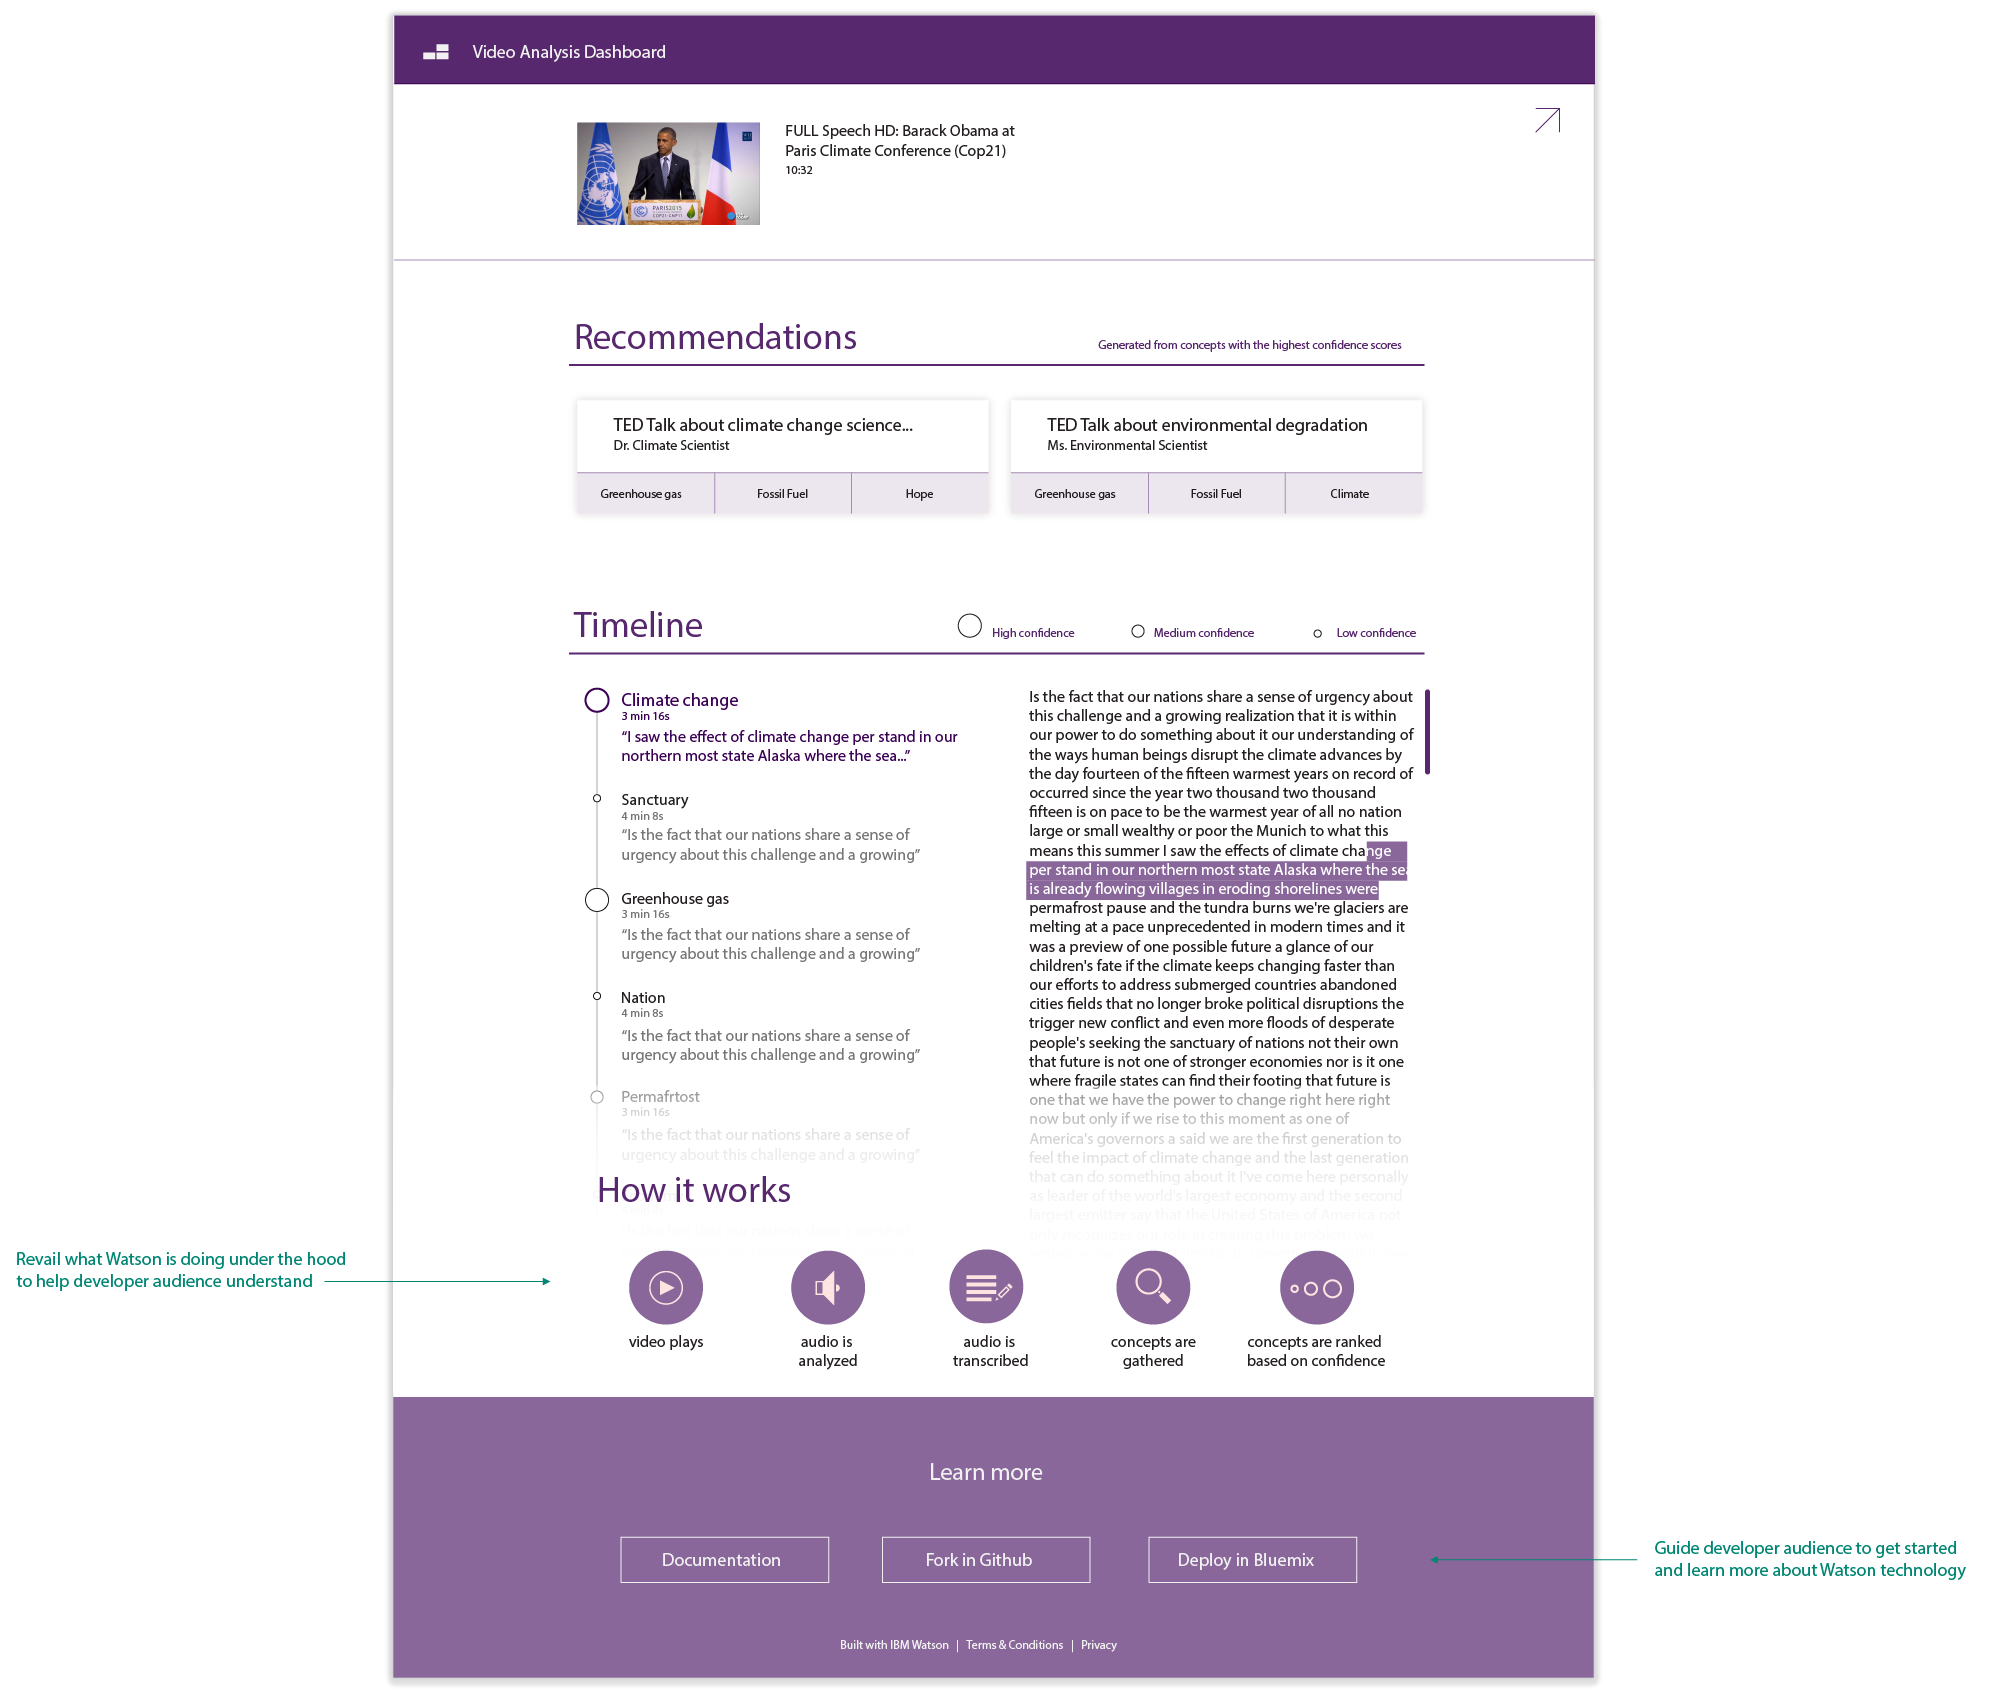 Video Analysis Dashboard
FULL Speech HD: Barack Obama at
Paris Climate Conference (Cop21)
10:32
PARIS2015
COP21·CMP11
Recommendations
Generated from concepts with the highest confidence scores
TED Talk about climate change science...
Dr. Climate Scientist
Greenhouse gas
Fossil Fuel
Hope
TED Talk about environmental degradation
Ms. Environmental Scientist
Greenhouse gas
Fossil Fuel
Climate
Timeline
High confidence
Medium confidence
Low confidence
Climate change
3 min 16s
“I saw the effect of climate change per stand in our
northern most state Alaska where the sea...”
Sanctuary
4 min 8s
“Is the fact that our nations share a sense of
urgency about this challenge and a growing”
Greenhouse gas
3 min 16s
“Is the fact that our nations share a sense of
urgency about this challenge and a growing”
Nation
4 min 8s
“Is the fact that our nations share a sense of
urgency about this challenge and a growing”
Permafrtost
3 min 16s
“Is the fact that our nations share a sense of
urgency about this challenge and a growing”
Is the fact that our nations share a sense of urgency about
this challenge and a growing realization that it is within
our power to do something about it our understanding of
the ways human beings disrupt the climate advances by
the day fourteen of the fifteen warmest years on record of
occurred since the year two thousand two thousand
fifteen is on pace to be the warmest year of all no nation
large or small wealthy or poor the Munich to what this
means this summer I saw the effects of climate change
per stand in our northern most state Alaska where the sea
is already flowing villages in eroding shorelines were
permafrost pause and the tundra burns we're glaciers are
melting at a pace unprecedented in modern times and it
was a preview of one possible future a glance of our
children's fate if the climate keeps changing faster than
our efforts to address submerged countries abandoned
cities fields that no longer broke political disruptions the
trigger new conflict and even more floods of desperate
people's seeking the sanctuary of nations not their own
that future is not one of stronger economies nor is it one
where fragile states can find their footing that future is
one that we have the power to change right here right
now but only if we rise to this moment as one of
America's governors a said we are the first generation to
feel the impact of climate change and the last generation
that can do something about it I've come here personally
as leader of the world's largest economy and the second
largest emitter say that the United States of America not
only recognizes our role in creating this problem we
How it works
Revail what Watson is doing under the hood
to help developer audience understand
video plays
audio is
analyzed
audio is
transcribed
concepts are
gathered
concepts are ranked
based on confidence
Learn more
Documentation
Fork in Github
Deploy in Bluemix
Guide developer audience to get started
and learn more about Watson technology
Built with IBM Watson | Terms & Conditions | Privacy